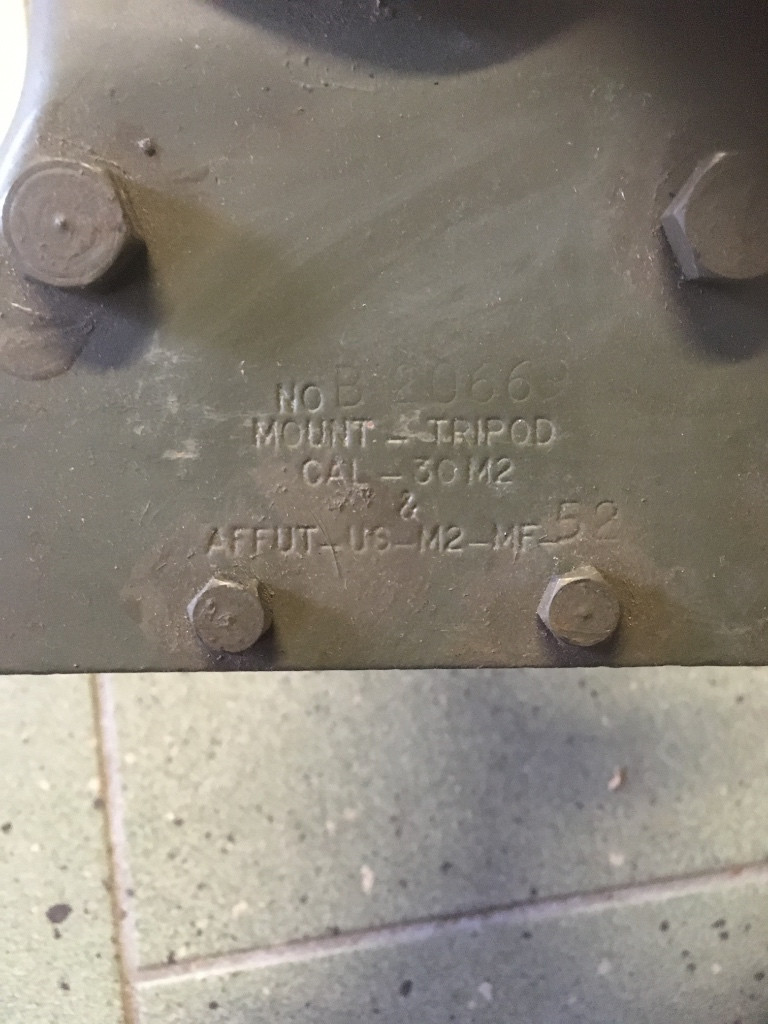 NO B 20663
MOUNT - TRIPOD
CAL - 30 M2
&
AFFUT-US-M2-MF-52